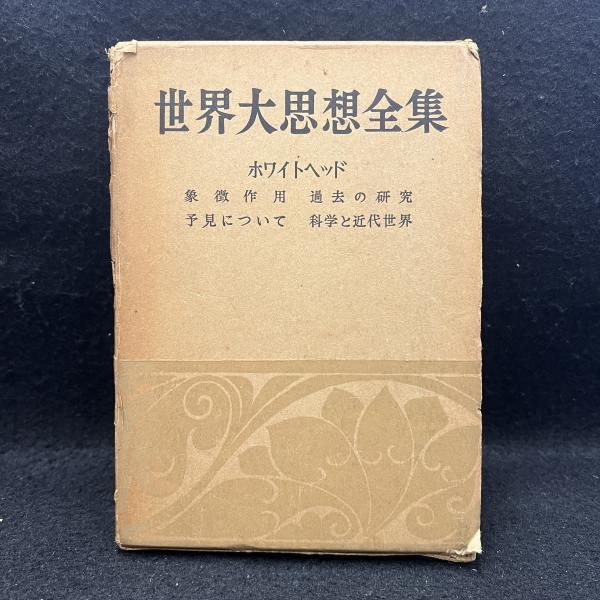 世界大思想全集
ホワイトヘッド
象徴作用 過去の研究
予見について 科学と近代世界